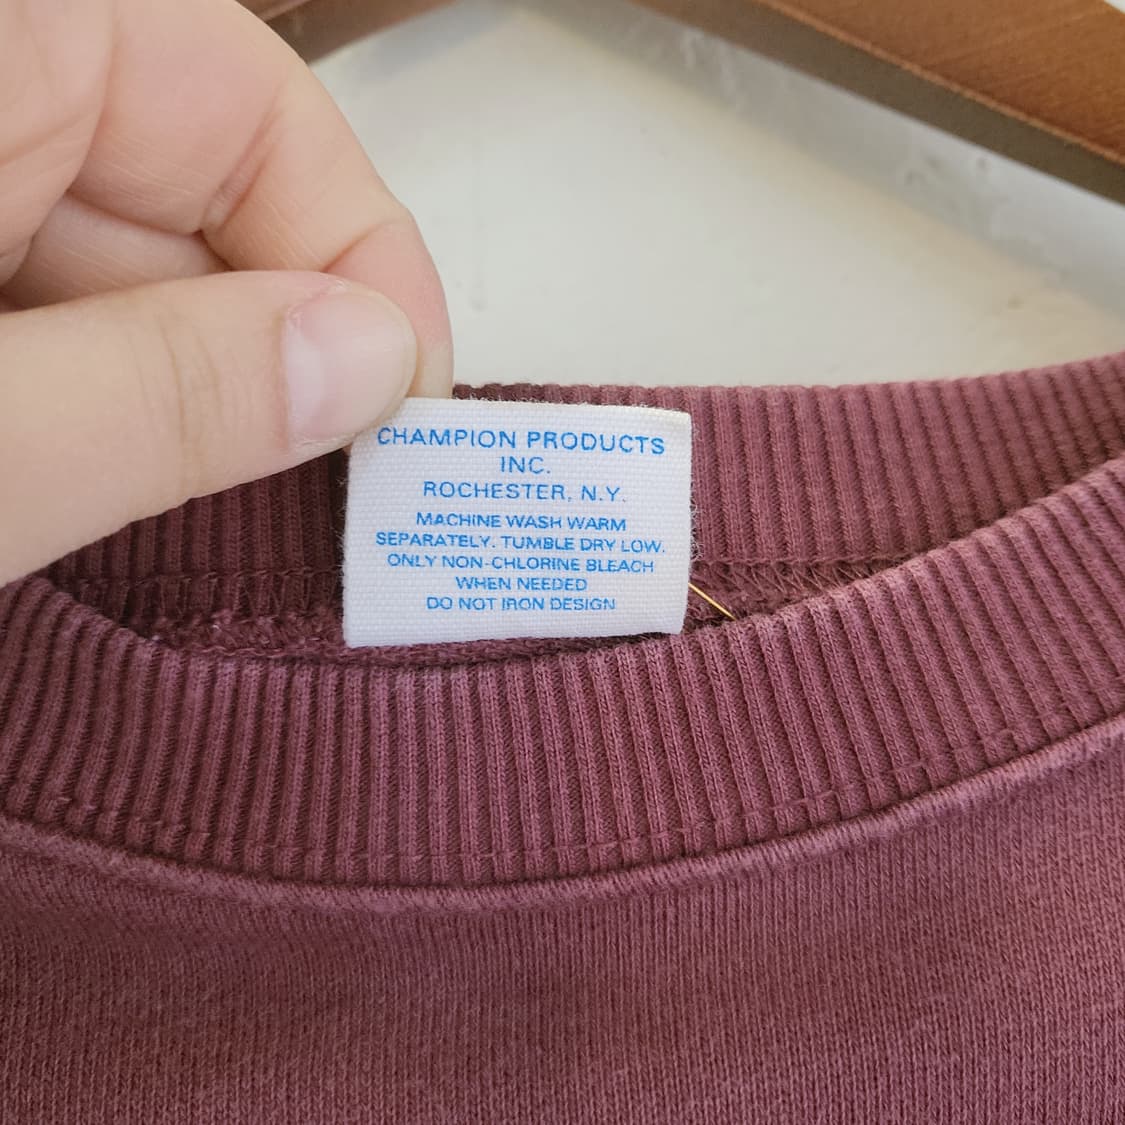 CHAMPION PRODUCTS
INC.
ROCHESTER, N.Y.
MACHINE WASH WARM
SEPARATELY. TUMBLE DRY LOW.
ONLY NON-CHLORINE BLEACH
WHEN NEEDED
DO NOT IRON DESIGN